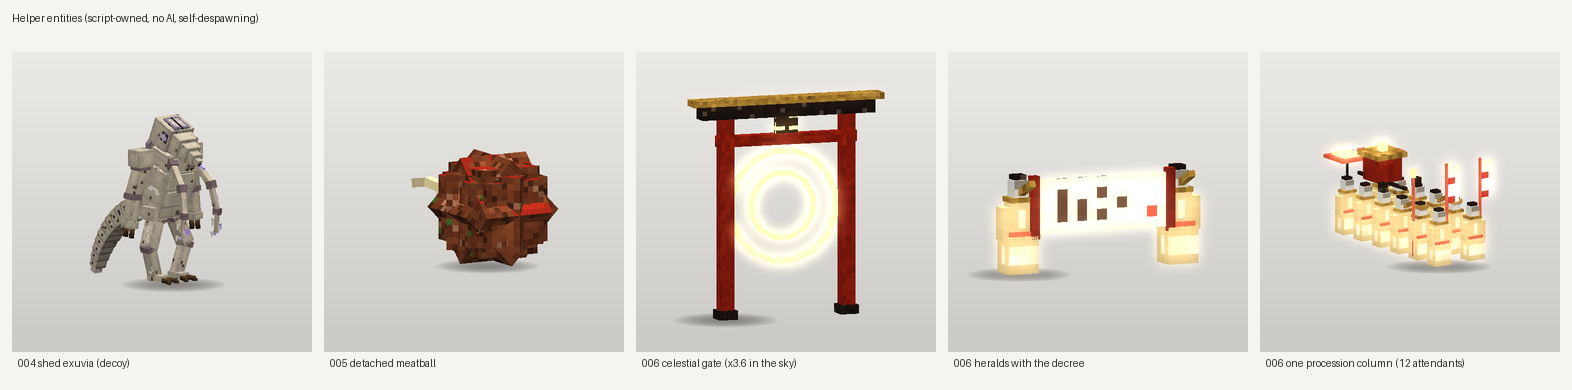 Helper entities (script-owned, no AI, self-despawning)
004 shed exuvia (decoy)
005 detached meatball
006 celestial gate (x3.6 in the sky)
006 heralds with the decree
006 one procession column (12 attendants)